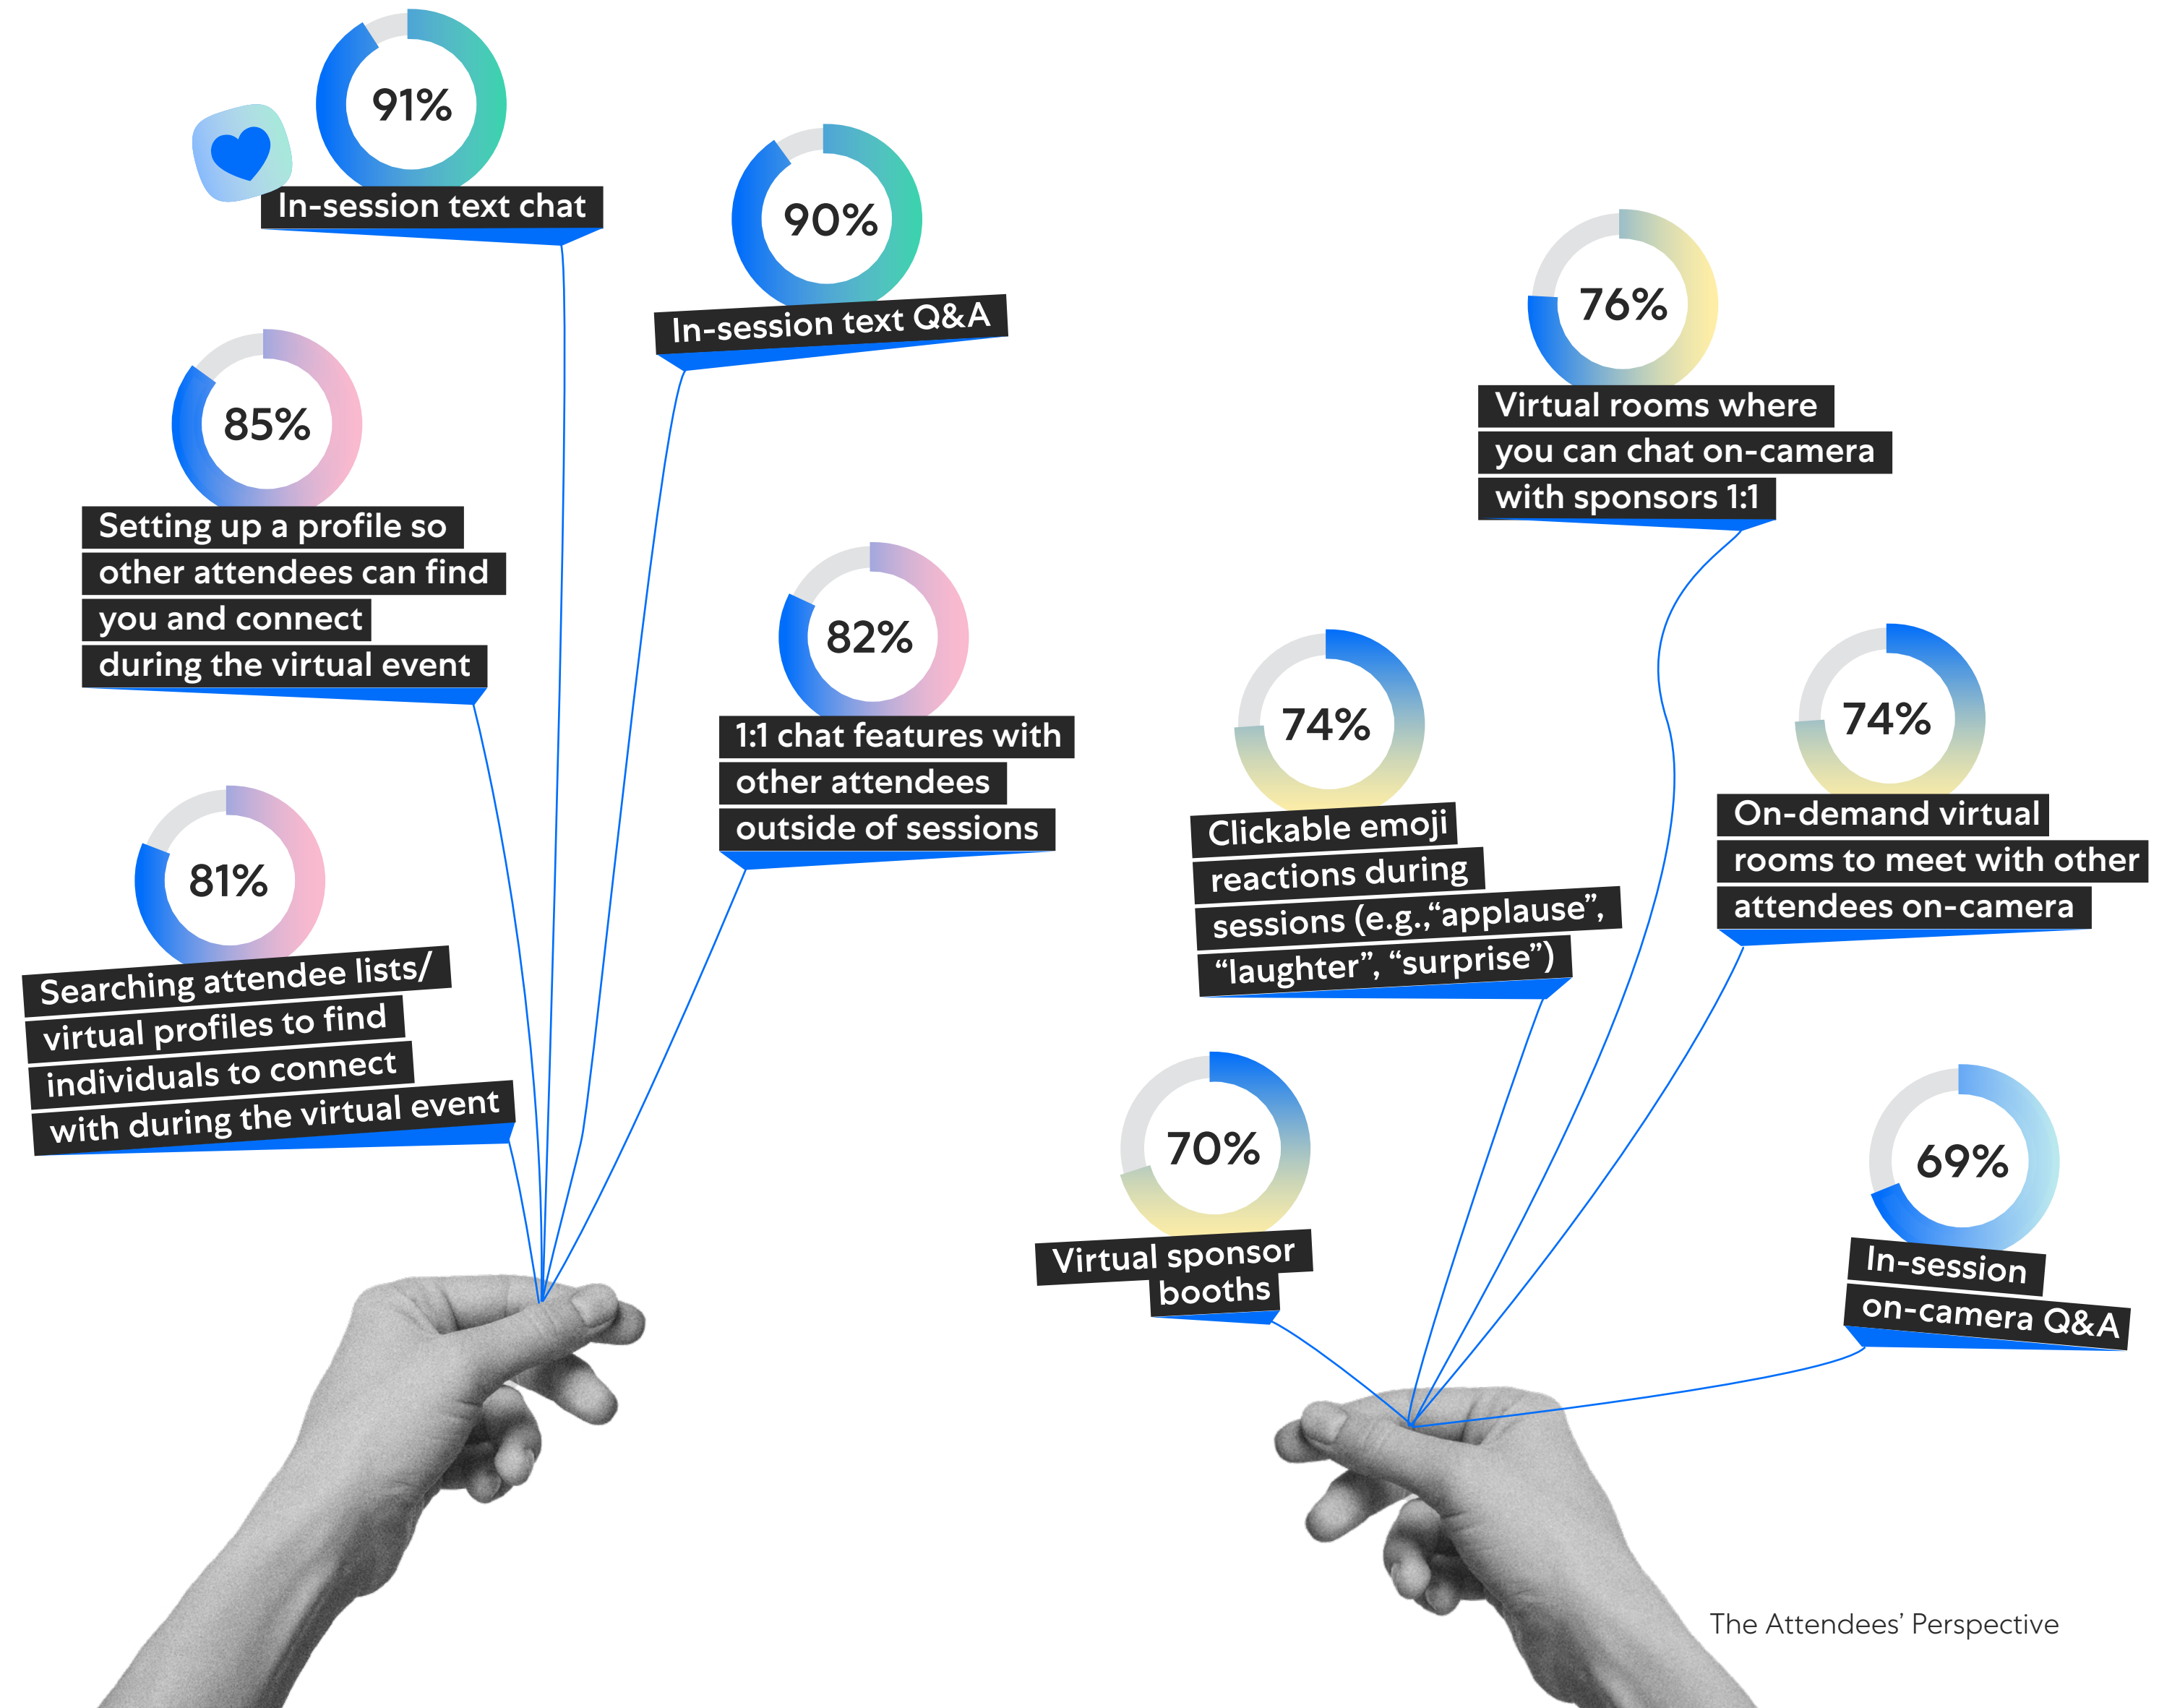 91%
In-session text chat
90%
In-session text Q&A
85%
Setting up a profile so
other attendees can find
you and connect
during the virtual event
82%
1:1 chat features with
other attendees
outside of sessions
81%
Searching attendee lists/
virtual profiles to find
individuals to connect
with during the virtual event
76%
Virtual rooms where
you can chat on-camera
with sponsors 1:1
74%
Clickable emoji
reactions during
sessions (e.g.,“applause”,
“laughter”, “surprise”)
74%
On-demand virtual
rooms to meet with other
attendees on-camera
70%
Virtual sponsor
booths
69%
In-session
on-camera Q&A
The Attendees’ Perspective